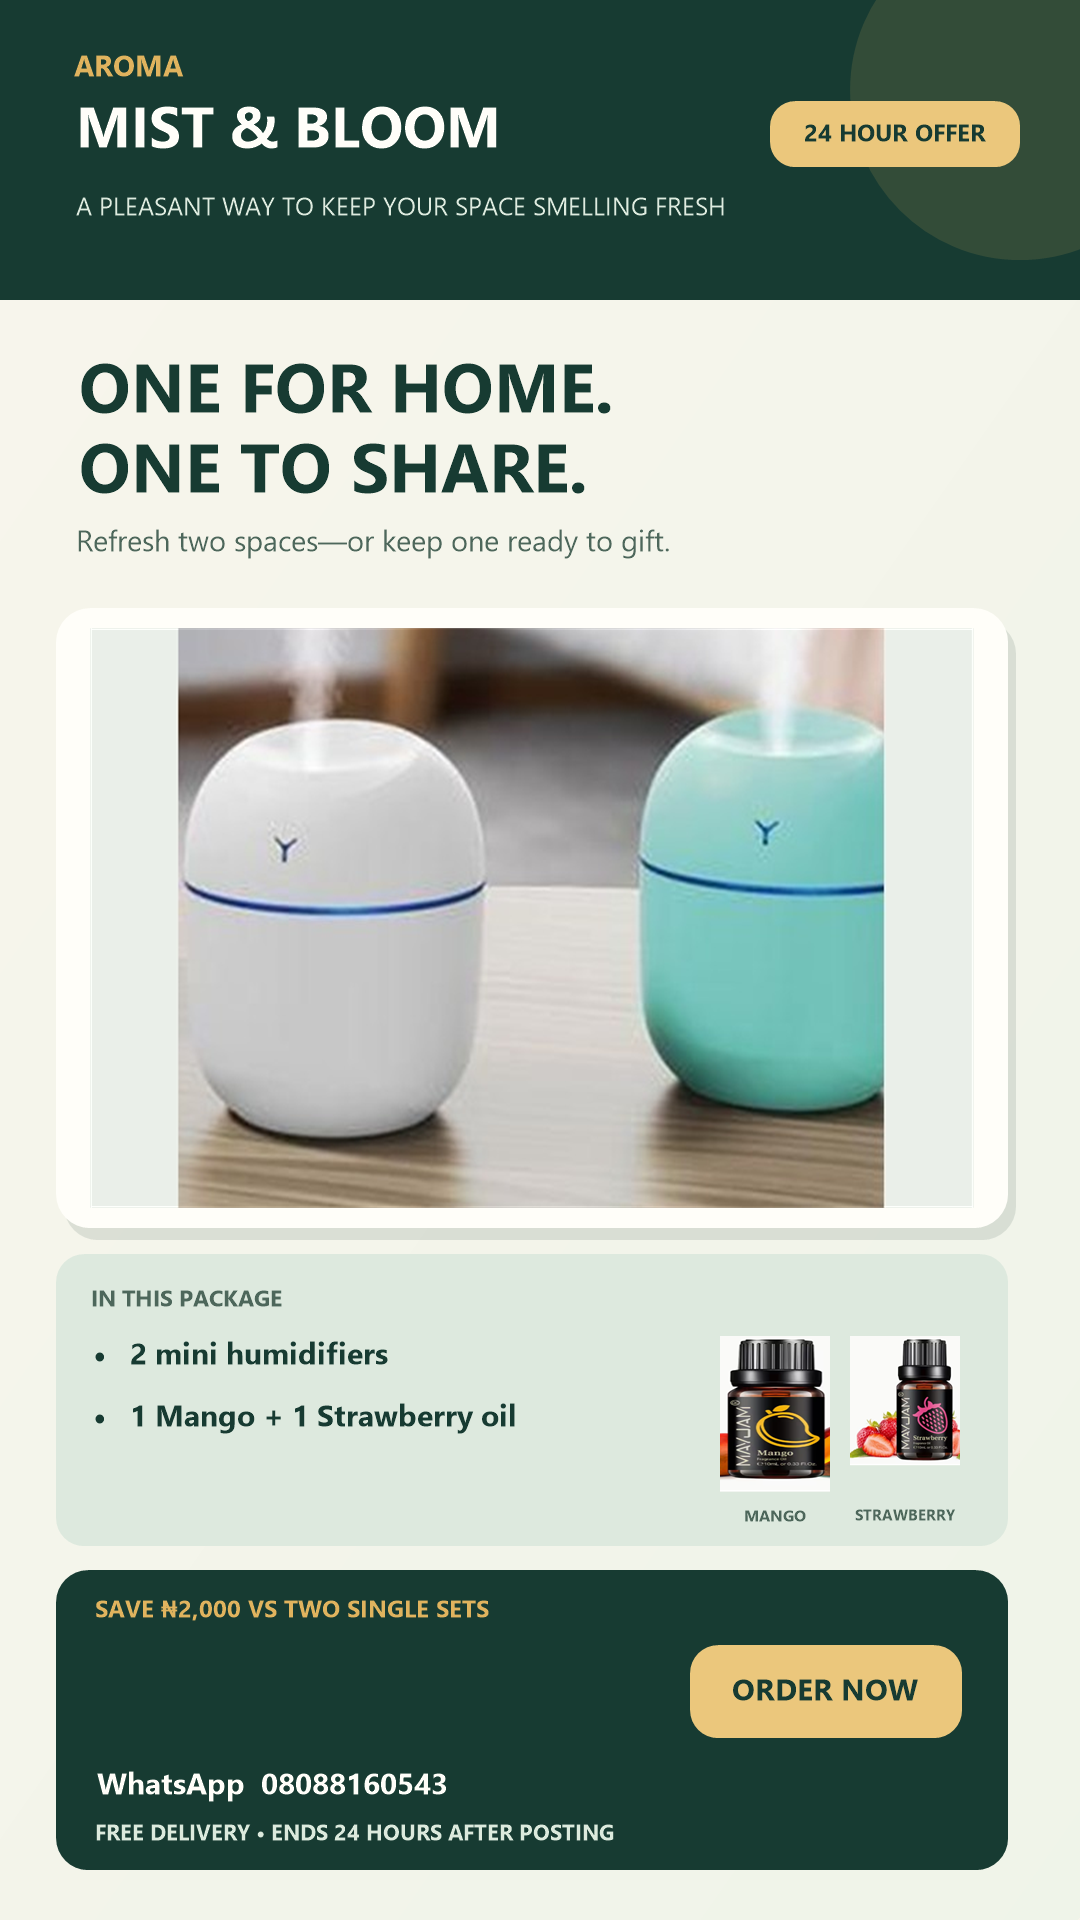 AROMA
MIST & BLOOM
24 HOUR OFFER
A PLEASANT WAY TO KEEP YOUR SPACE SMELLING FRESH
ONE FOR HOME.
ONE TO SHARE.
Refresh two spaces—or keep one ready to gift.
IN THIS PACKAGE
• 2 mini humidifiers
• 1 Mango + 1 Strawberry oil
MAYJAM
Mango
Fragrance Oil
MAYJAM
Strawberry
MANGO
STRAWBERRY
SAVE ₦2,000 VS TWO SINGLE SETS
ORDER NOW
WhatsApp 08088160543
FREE DELIVERY • ENDS 24 HOURS AFTER POSTING